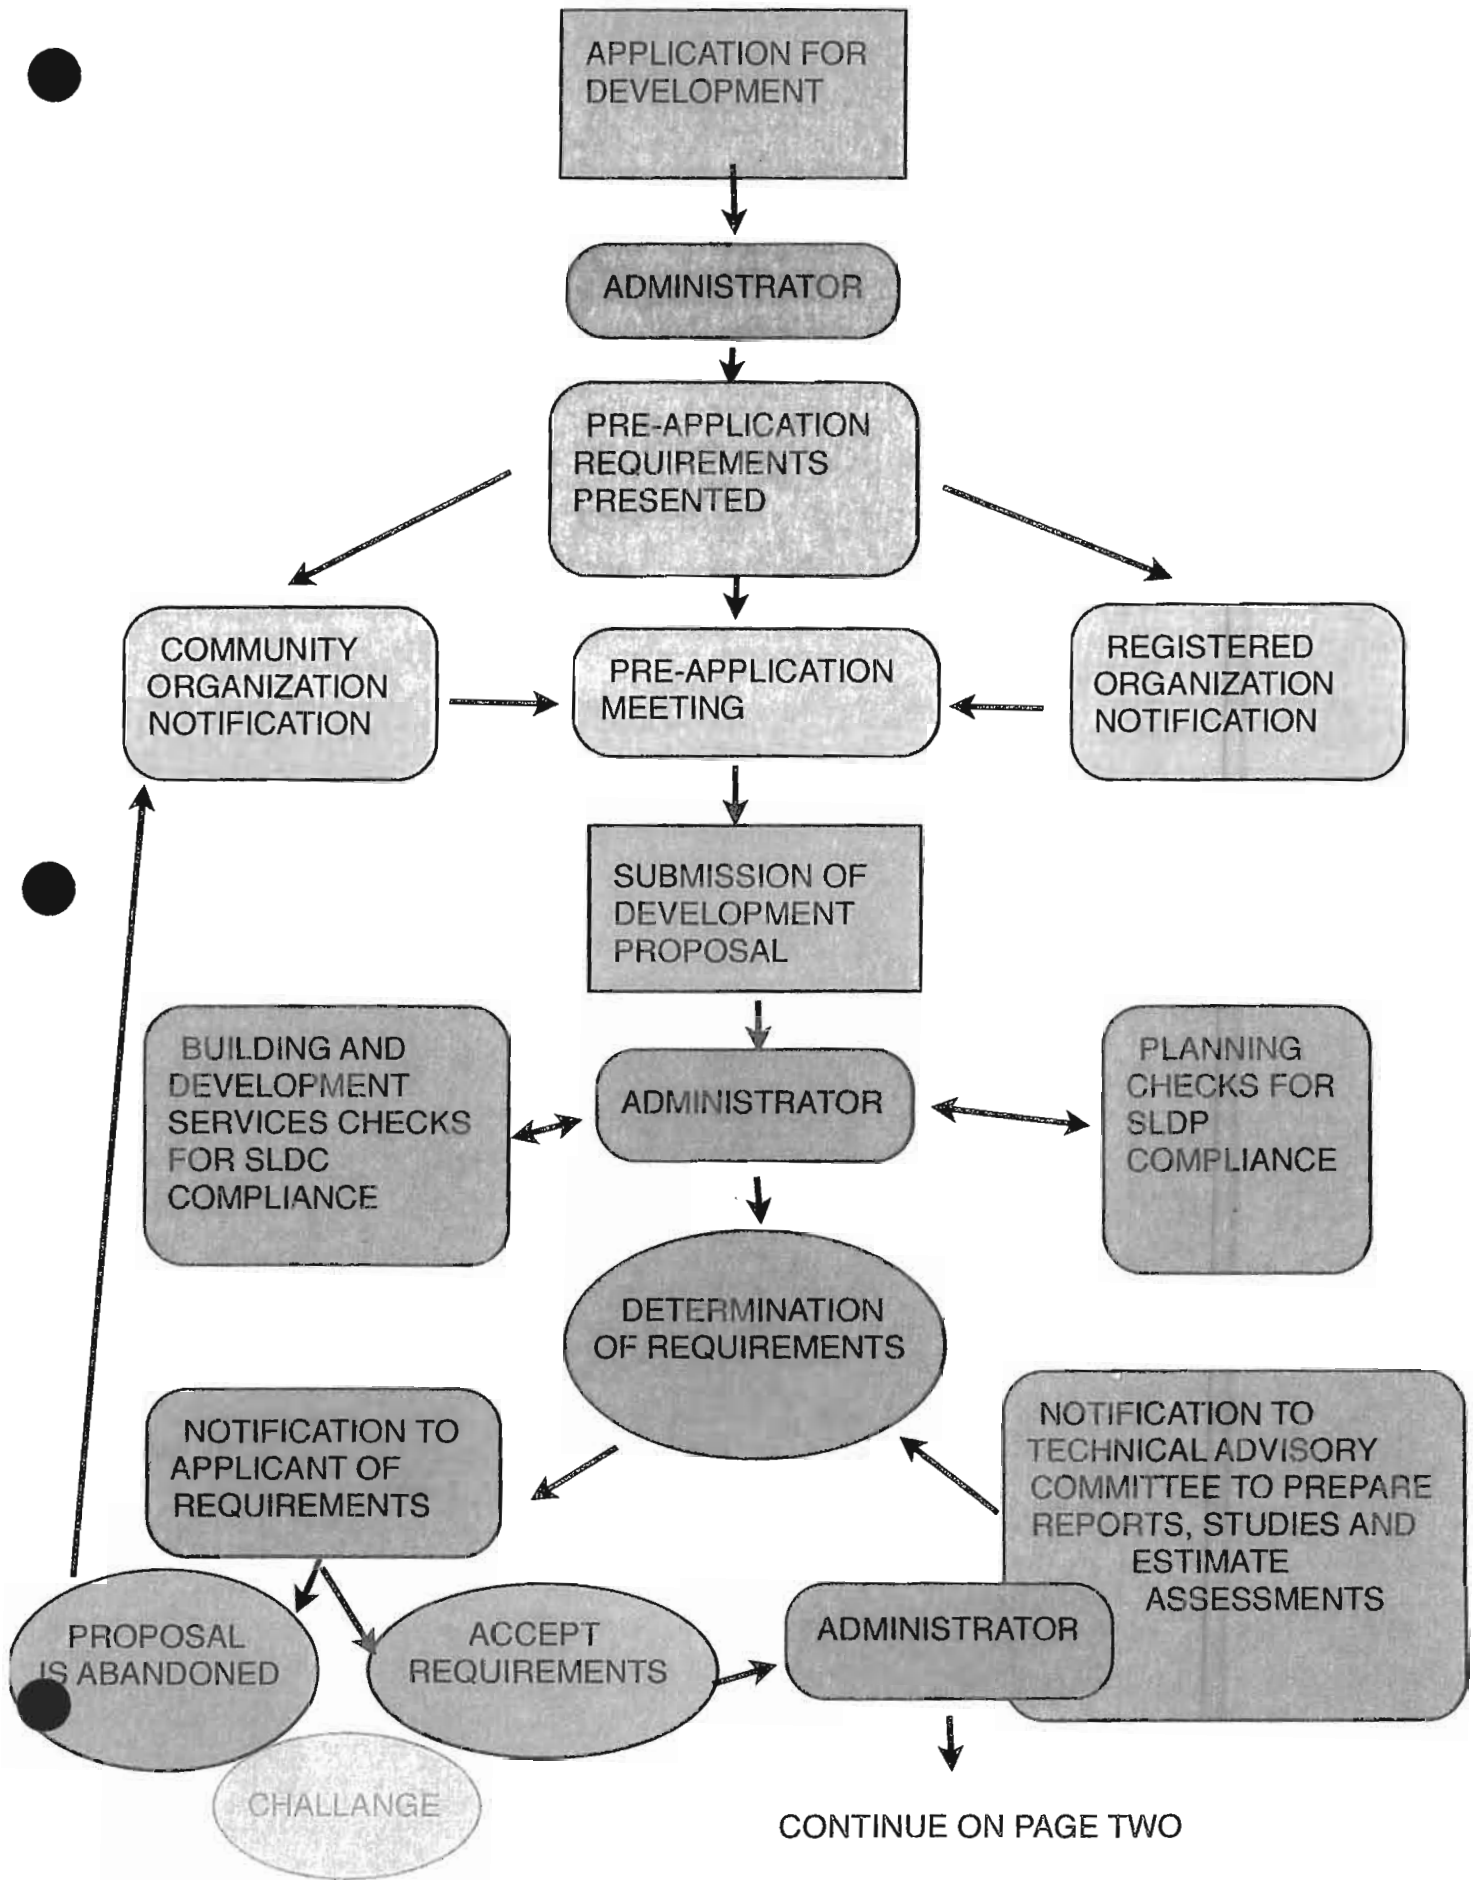 APPLICATION FOR
DEVELOPMENT
ADMINISTRATOR
PRE-APPLICATION
REQUIREMENTS
PRESENTED
COMMUNITY
ORGANIZATION
NOTIFICATION
PRE-APPLICATION
MEETING
REGISTERED
ORGANIZATION
NOTIFICATION
SUBMISSION OF
DEVELOPMENT
PROPOSAL
BUILDING AND
DEVELOPMENT
SERVICES CHECKS
FOR SLDC
COMPLIANCE
ADMINISTRATOR
PLANNING
CHECKS FOR
SLDP
COMPLIANCE
DETERMINATION
OF REQUIREMENTS
NOTIFICATION TO
APPLICANT OF
REQUIREMENTS
NOTIFICATION TO
TECHNICAL ADVISORY
COMMITTEE TO PREPARE
REPORTS, STUDIES AND
ESTIMATE
ASSESSMENTS
PROPOSAL
IS ABANDONED
ACCEPT
REQUIREMENTS
ADMINISTRATOR
CHALLANGE
CONTINUE ON PAGE TWO